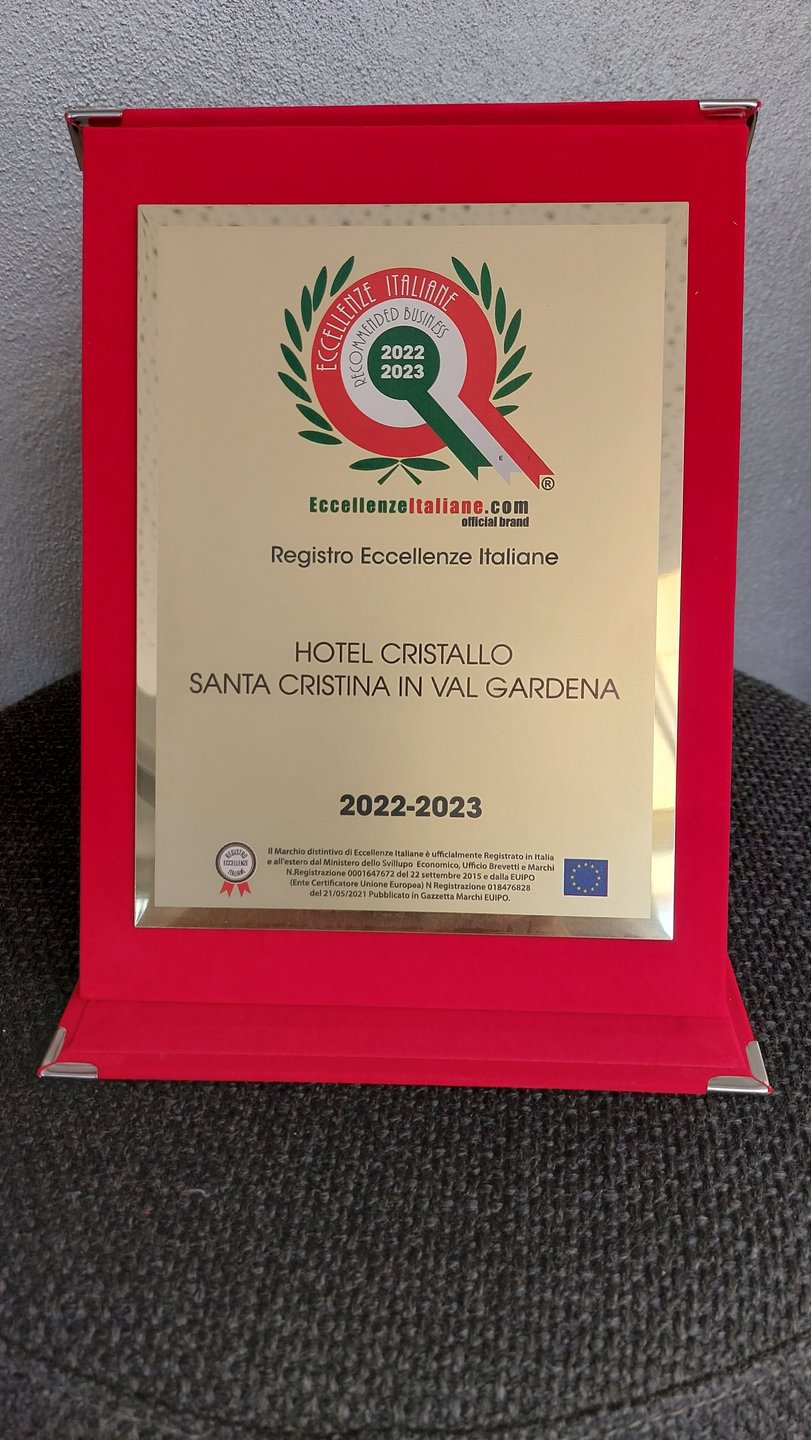 ECCELLENZE ITALIANE
RECOMMENDED BUSINESS
2022
2023
E
®
EccellenzeItaliane.com
official brand
Registro Eccellenze Italiane
HOTEL CRISTALLO
SANTA CRISTINA IN VAL GARDENA
2022-2023
REGISTRO
ECCELLENZE
ITALIANE
Il Marchio distintivo di Eccellenze Italiane è ufficialmente Registrato in Italia
e all'estero dal Ministero dello Svillupo Economico, Ufficio Brevetti e Marchi
N.Registrazione 0001647672 del 22 settembre 2015 e dalla EUIPO
(Ente Certificatore Unione Europea) N Registrazione 018476828
del 21/05/2021 Pubblicato in Gazzetta Marchi EUIPO.